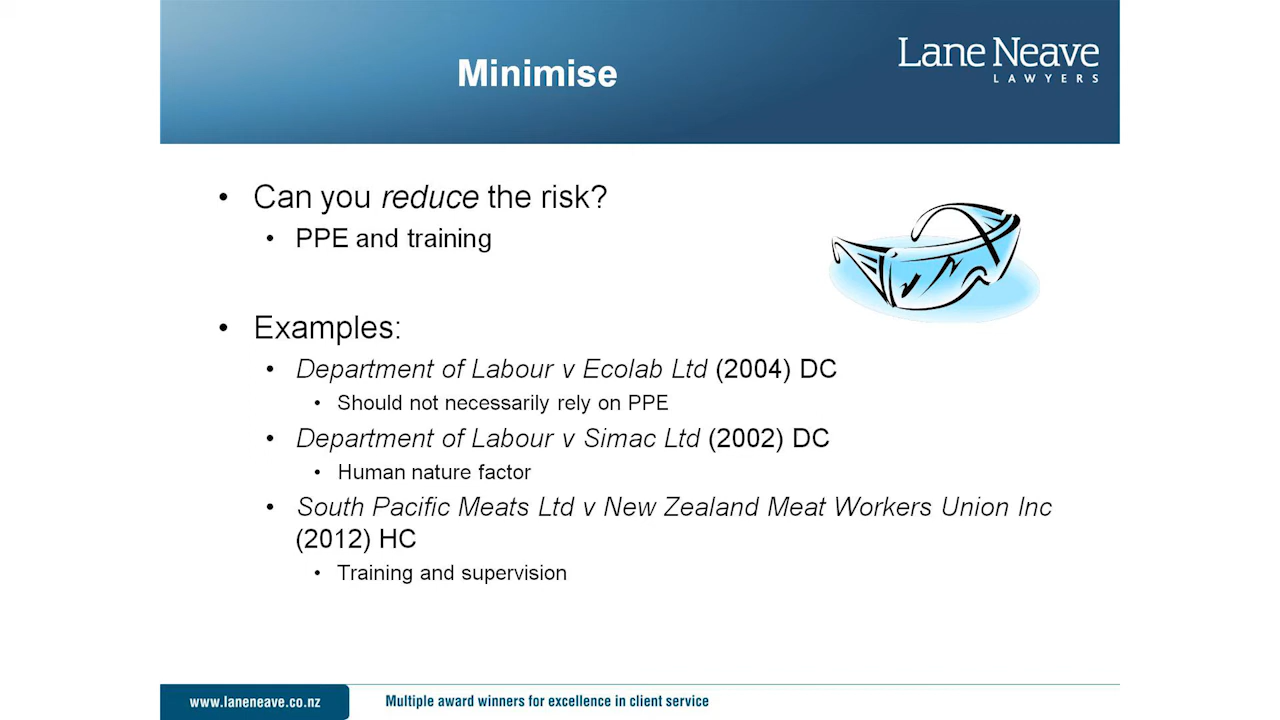 Minimise
Lane Neave
LAWYERS
• Can you reduce the risk?
• PPE and training
• Examples:
• Department of Labour v Ecolab Ltd (2004) DC
• Should not necessarily rely on PPE
• Department of Labour v Simac Ltd (2002) DC
• Human nature factor
• South Pacific Meats Ltd v New Zealand Meat Workers Union Inc
(2012) HC
• Training and supervision
www.laneneave.co.nz
Multiple award winners for excellence in client service